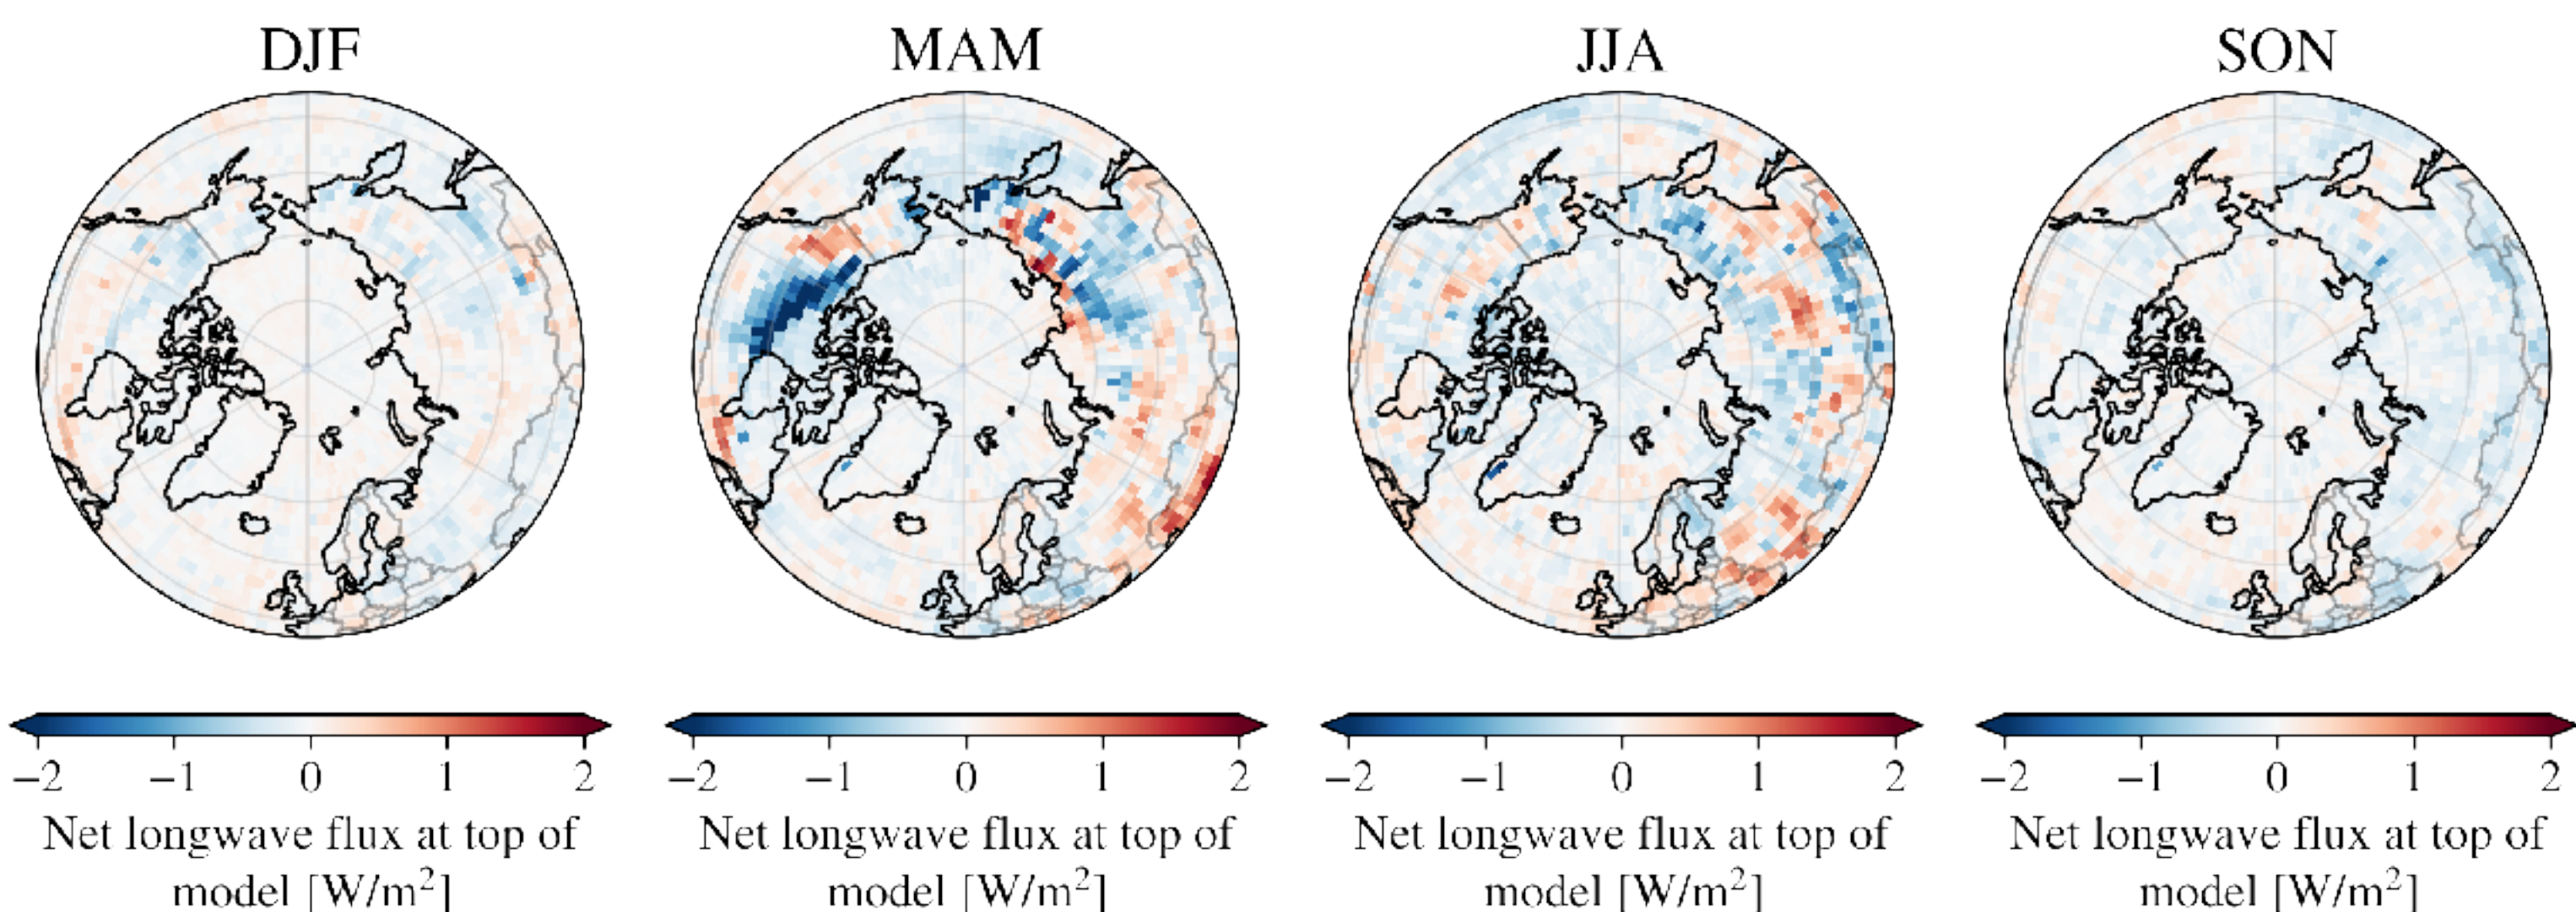 DJF MAM JJA SON
−2 −1 0 1 2 −2 −1 0 1 2 −2 −1 0 1 2 −2 −1 0 1 2
Net longwave flux at top of Net longwave flux at top of Net longwave flux at top of Net longwave flux at top of
model [W/m²] model [W/m²] model [W/m²] model [W/m²]